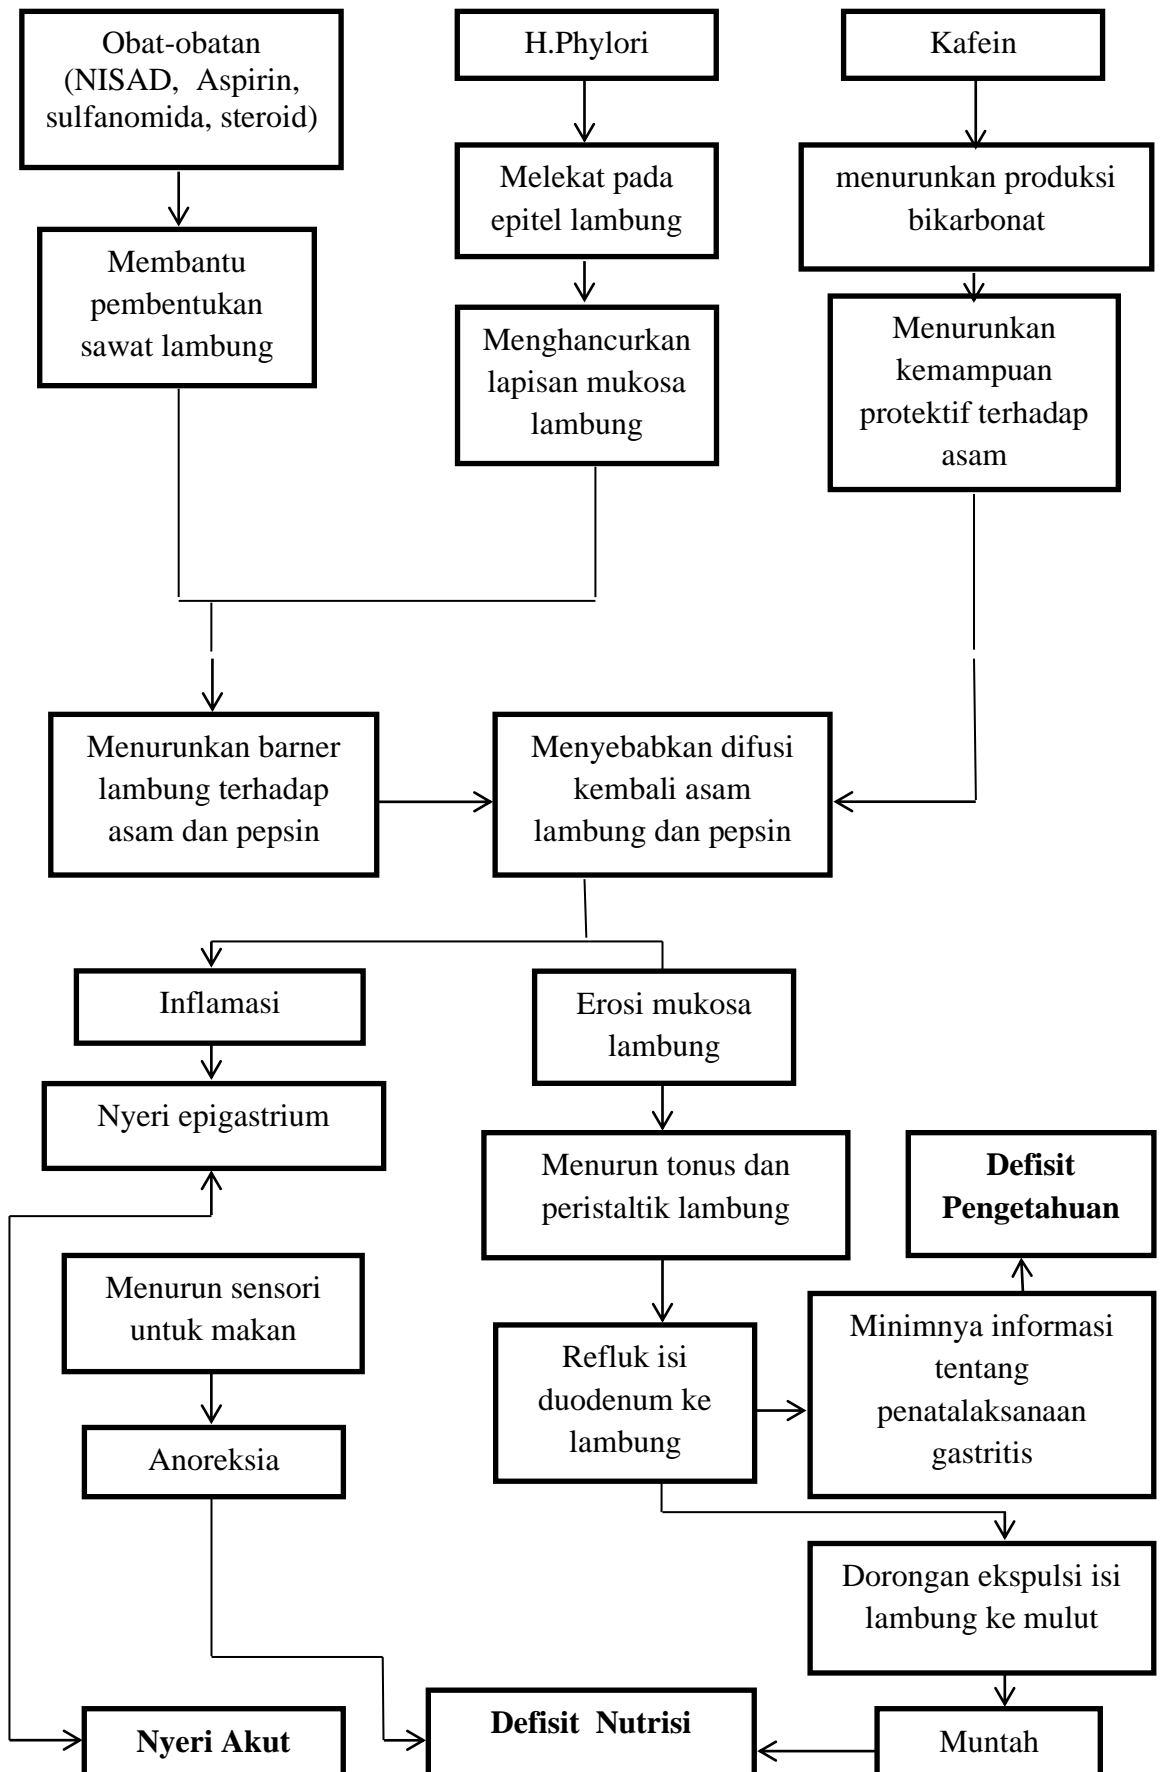 Obat-obatan
(NISAD, Aspirin,
sulfanomida, steroid)
H.Phylori
Kafein
Melekat pada
epitel lambung
menurunkan produksi
bikarbonat
Membantu
pembentukan
sawat lambung
Menghancurkan
lapisan mukosa
lambung
Menurunkan
kemampuan
protektif terhadap
asam
Menurunkan barner
lambung terhadap
asam dan pepsin
Menyebabkan difusi
kembali asam
lambung dan pepsin
Inflamasi
Erosi mukosa
lambung
Nyeri epigastrium
Menurun tonus dan
peristaltik lambung
Defisit
Pengetahuan
Menurun sensori
untuk makan
Refluk isi
duodenum ke
lambung
Minimnya informasi
tentang
penatalaksanaan
gastritis
Anoreksia
Dorongan ekspulsi isi
lambung ke mulut
Nyeri Akut
Defisit Nutrisi
Muntah